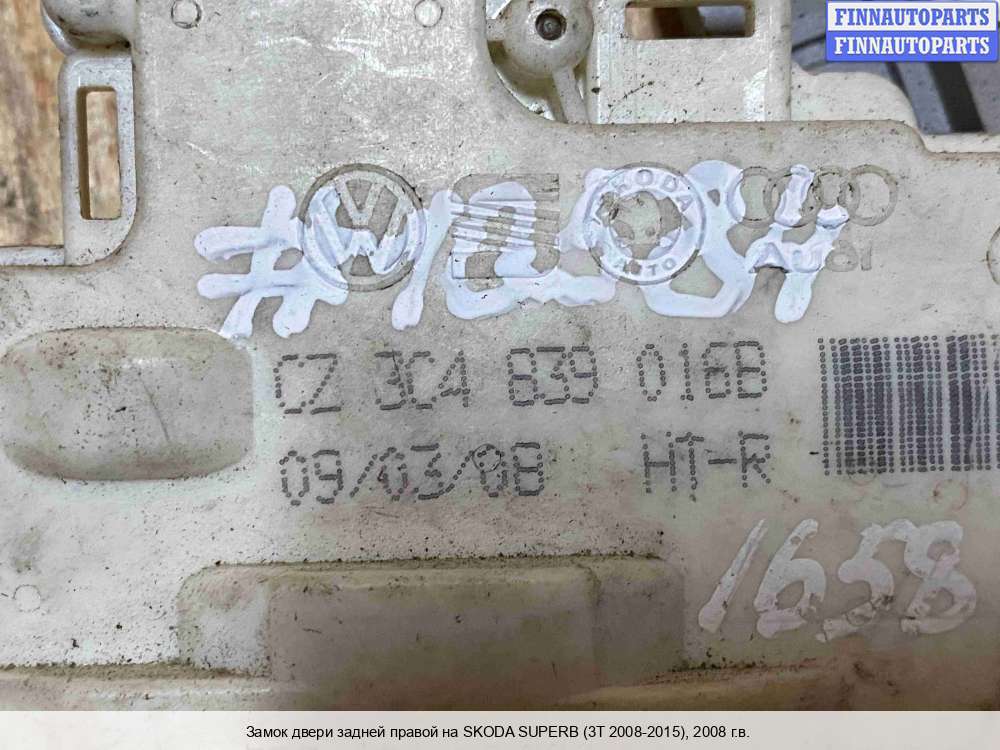 FINNAUTOPARTS
FINNAUTOPARTS
SKODA
AUTO
AUDI
CZ 3C4 839 016B
09/03/08 HT-R
1658
Замок двери задней правой на SKODA SUPERB (3T 2008-2015), 2008 г.в.